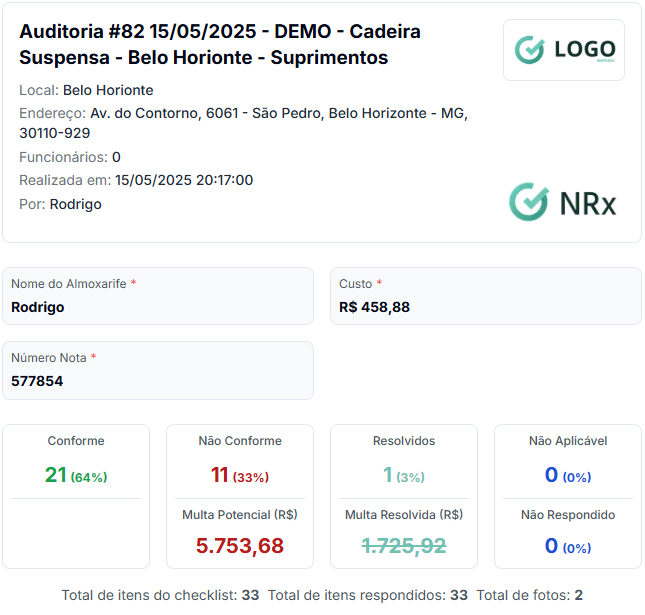 Auditoria #82 15/05/2025 - DEMO - Cadeira
Suspensa - Belo Horionte - Suprimentos
LOGO
Local: Belo Horionte
Endereço: Av. do Contorno, 6061 - São Pedro, Belo Horizonte - MG,
30110-929
Funcionários: 0
Realizada em: 15/05/2025 20:17:00
Por: Rodrigo
NRx
Nome do Almoxarife *
Rodrigo
Custo *
R$ 458,88
Número Nota *
577854
Conforme
21 (64%)
Não Conforme
11 (33%)
Multa Potencial (R$)
5.753,68
Resolvidos
1 (3%)
Multa Resolvida (R$)
1.725,92
Não Aplicável
0 (0%)
Não Respondido
0 (0%)
Total de itens do checklist: 33 Total de itens respondidos: 33 Total de fotos: 2